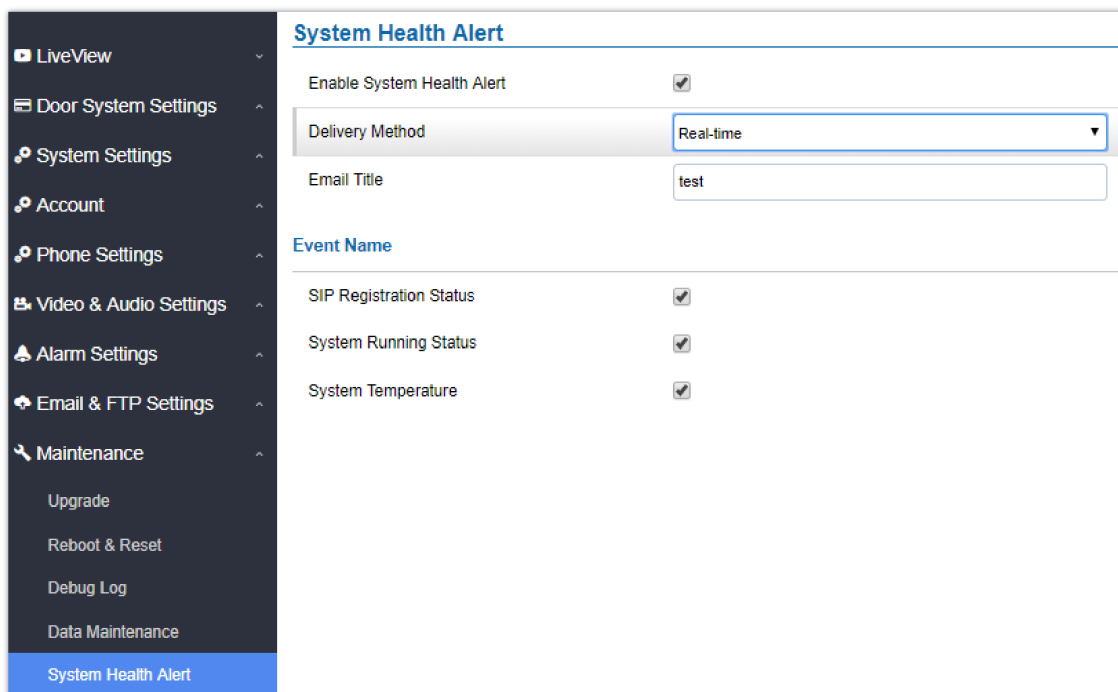 LiveView
Door System Settings
System Settings
Account
Phone Settings
Video & Audio Settings
Alarm Settings
Email & FTP Settings
Maintenance
Upgrade
Reboot & Reset
Debug Log
Data Maintenance
System Health Alert
System Health Alert
Enable System Health Alert
Delivery Method Real-time
Email Title test
Event Name
SIP Registration Status
System Running Status
System Temperature